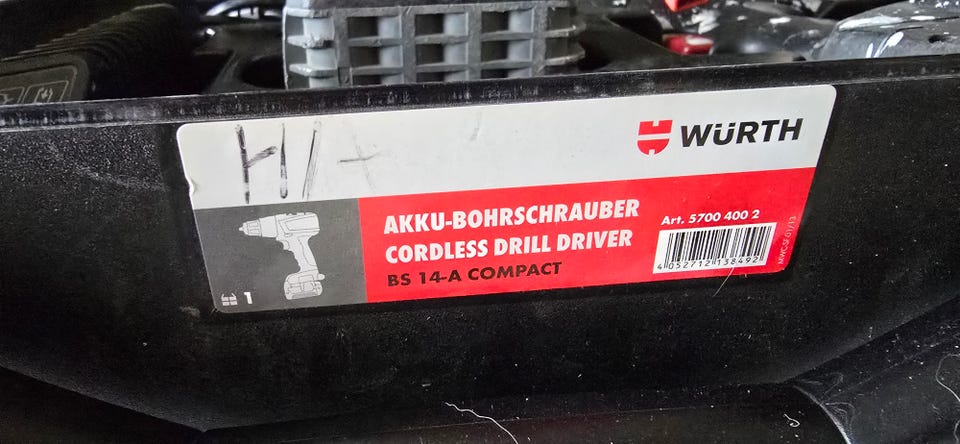 WÜRTH
AKKU-BOHRSCHRAUBER
CORDLESS DRILL DRIVER
BS 14-A COMPACT
Art. 5700 400 2
4 052712 138492
1